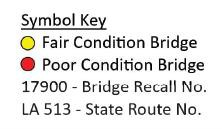 Symbol Key
Fair Condition Bridge
Poor Condition Bridge
17900 - Bridge Recall No.
LA 513 - State Route No.